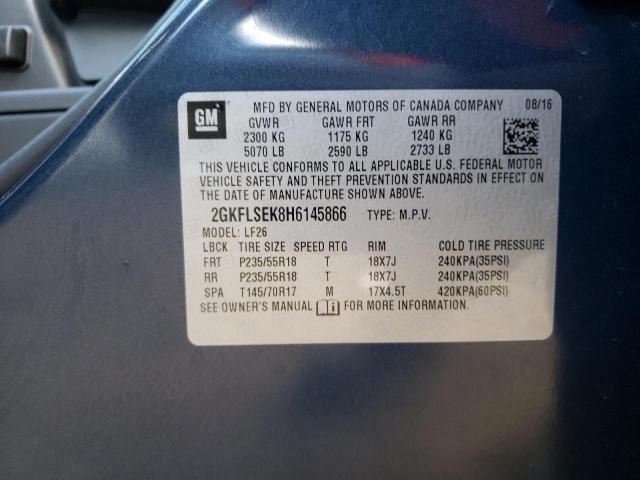 GM MFD BY GENERAL MOTORS OF CANADA COMPANY 08/16
GVWR GAWR FRT GAWR RR
2300 KG 1175 KG 1240 KG
5070 LB 2590 LB 2733 LB
THIS VEHICLE CONFORMS TO ALL APPLICABLE U.S. FEDERAL MOTOR
VEHICLE SAFETY AND THEFT PREVENTION STANDARDS IN EFFECT ON
THE DATE OF MANUFACTURE SHOWN ABOVE.
2GKFLSEK8H6145866 TYPE: M.P.V.
MODEL: LF26
LBCK TIRE SIZE SPEED RTG RIM COLD TIRE PRESSURE
FRT P235/55R18 T 18X7J 240KPA(35PSI)
RR P235/55R18 T 18X7J 240KPA(35PSI)
SPA T145/70R17 M 17X4.5T 420KPA(60PSI)
SEE OWNER'S MANUAL FOR MORE INFORMATION.